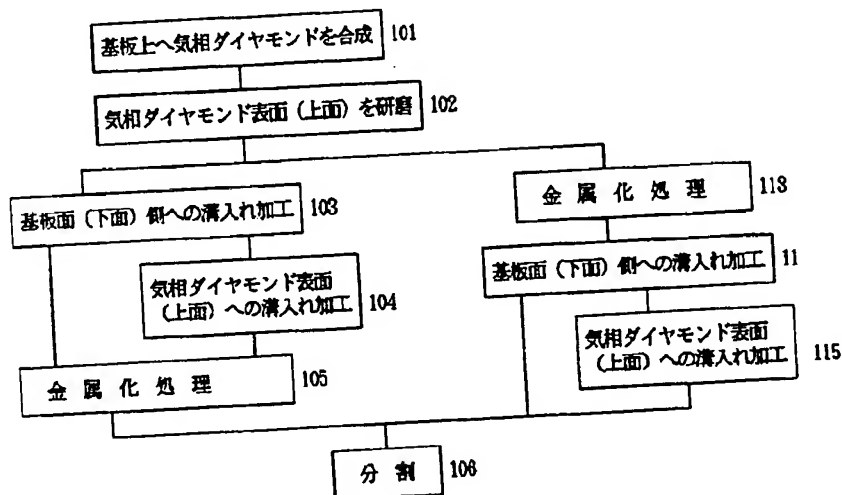 基板上へ気相ダイヤモンドを合成 101
気相ダイヤモンド表面（上面）を研磨 102
基板面（下面）側への溝入れ加工 103
金属化処理 113
気相ダイヤモンド表面
（上面）への溝入れ加工 104
基板面（下面）側への溝入れ加工 11
金属化処理 105
気相ダイヤモンド表面
（上面）への溝入れ加工 115
分割 106